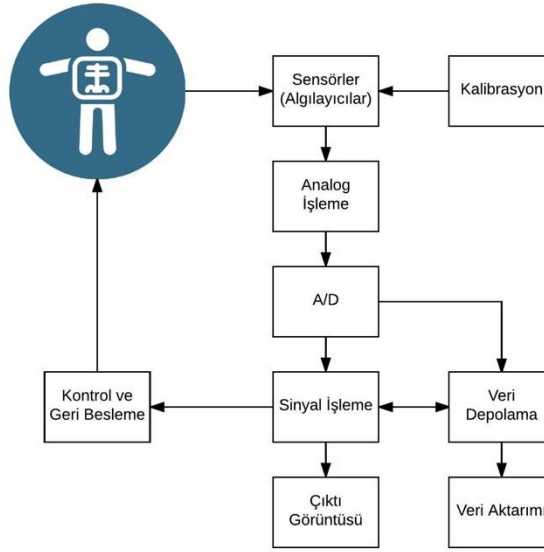 Sensörler
(Algılayıcılar)
Kalibrasyon
Analog
İşleme
A/D
Kontrol ve
Geri Besleme
Sinyal İşleme
Veri
Depolama
Çıktı
Görüntüsü
Veri Aktarımı